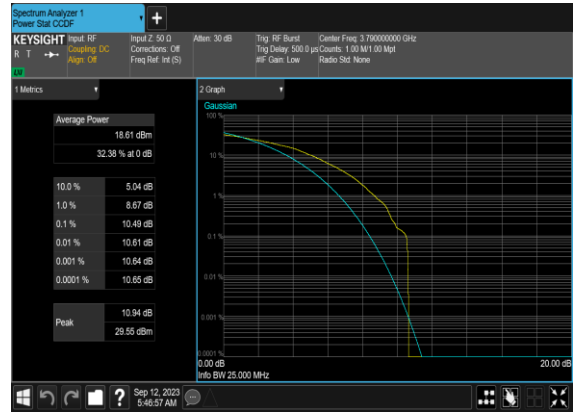 Spectrum Analyzer 1
Power Stat CCDF
KEYSIGHT
R T
LXI
Input: RF
Coupling: DC
Align: Off
Input Z: 50 Ω
Corrections: Off
Freq Ref: Int (S)
Atten: 30 dB
Trig: RF Burst
Trig Delay: 500.0 µs
#IF Gain: Low
Center Freq: 3.790000000 GHz
Counts: 1.00 M/1.00 Mpt
Radio Std: None
1 Metrics
Average Power
18.61 dBm
32.38 % at 0 dB
10.0 % 5.04 dB
1.0 % 8.67 dB
0.1 % 10.49 dB
0.01 % 10.61 dB
0.001 % 10.64 dB
0.0001 % 10.65 dB
Peak
10.94 dB
29.55 dBm
2 Graph
Gaussian
100 %
10 %
1 %
0.1 %
0.01 %
0.001 %
0.0001 %
0.00 dB 20.00 dB
Info BW 25.000 MHz
Sep 12, 2023
5:46:57 AM